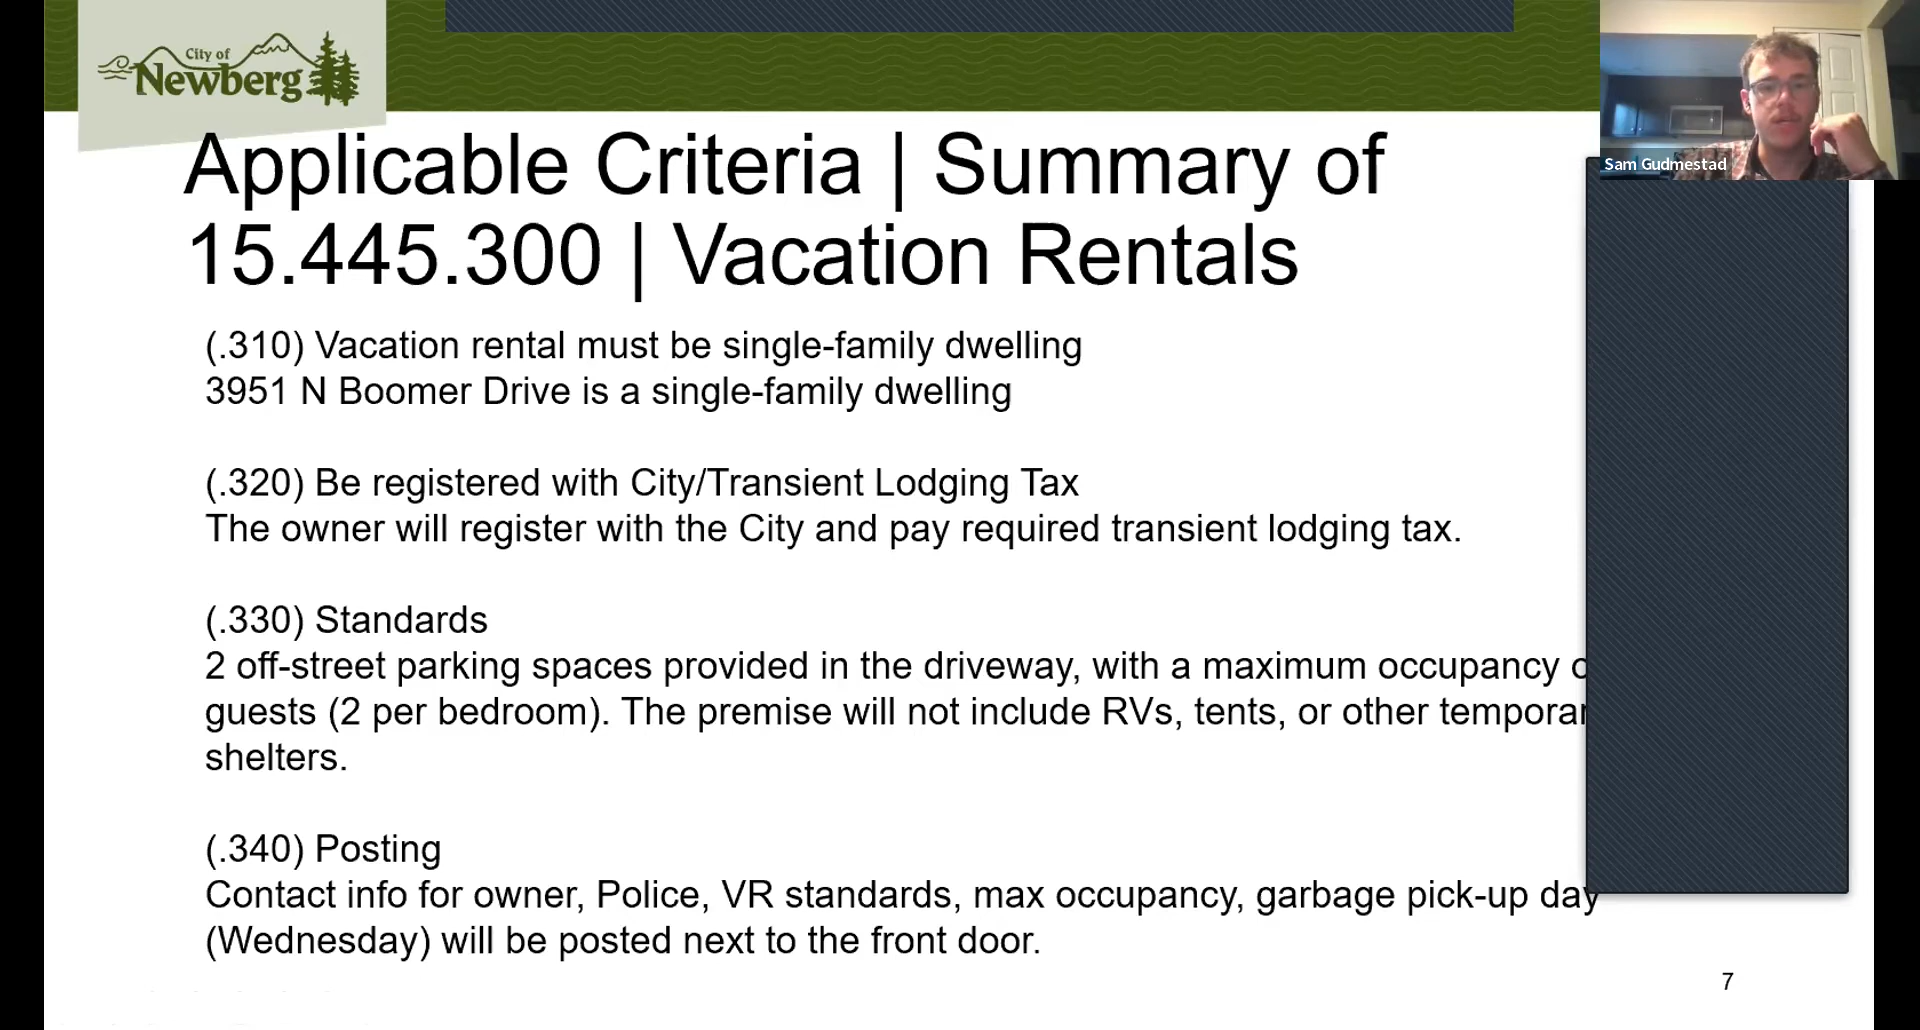 City of
Newberg
Sam Gudmestad
Applicable Criteria | Summary of
15.445.300 | Vacation Rentals
(.310) Vacation rental must be single-family dwelling
3951 N Boomer Drive is a single-family dwelling
(.320) Be registered with City/Transient Lodging Tax
The owner will register with the City and pay required transient lodging tax.
(.330) Standards
2 off-street parking spaces provided in the driveway, with a maximum occupancy
guests (2 per bedroom). The premise will not include RVs, tents, or other
shelters.
(.340) Posting
Contact info for owner, Police, VR standards, max occupancy, garbage pick-up day
(Wednesday) will be posted next to the front door.
7